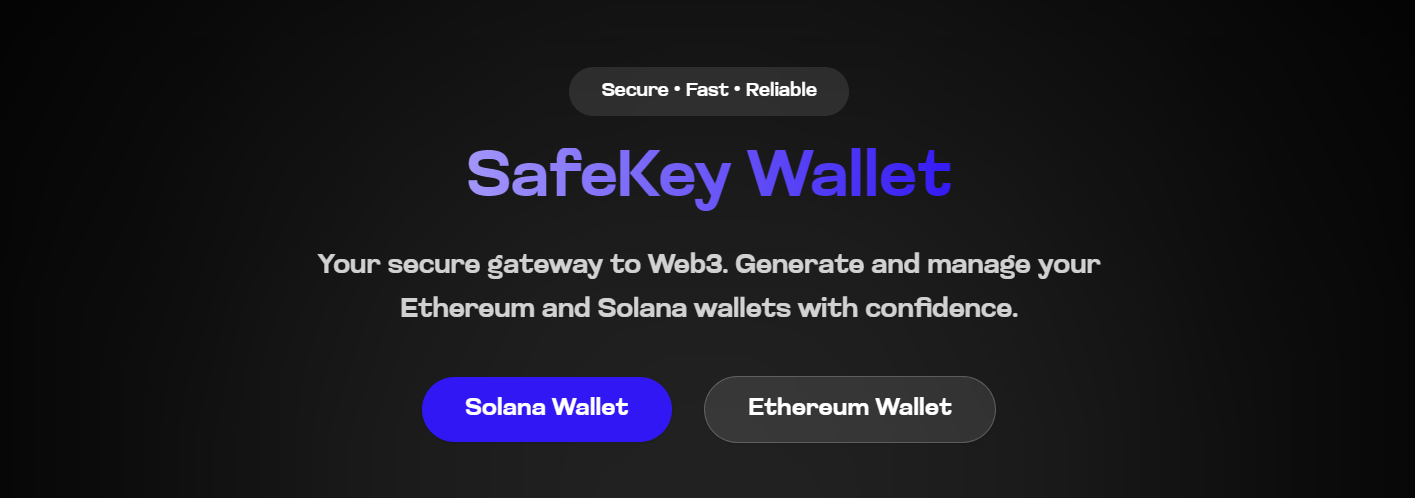 Secure • Fast • Reliable
SafeKey Wallet
Your secure gateway to Web3. Generate and manage your
Ethereum and Solana wallets with confidence.
Solana Wallet
Ethereum Wallet